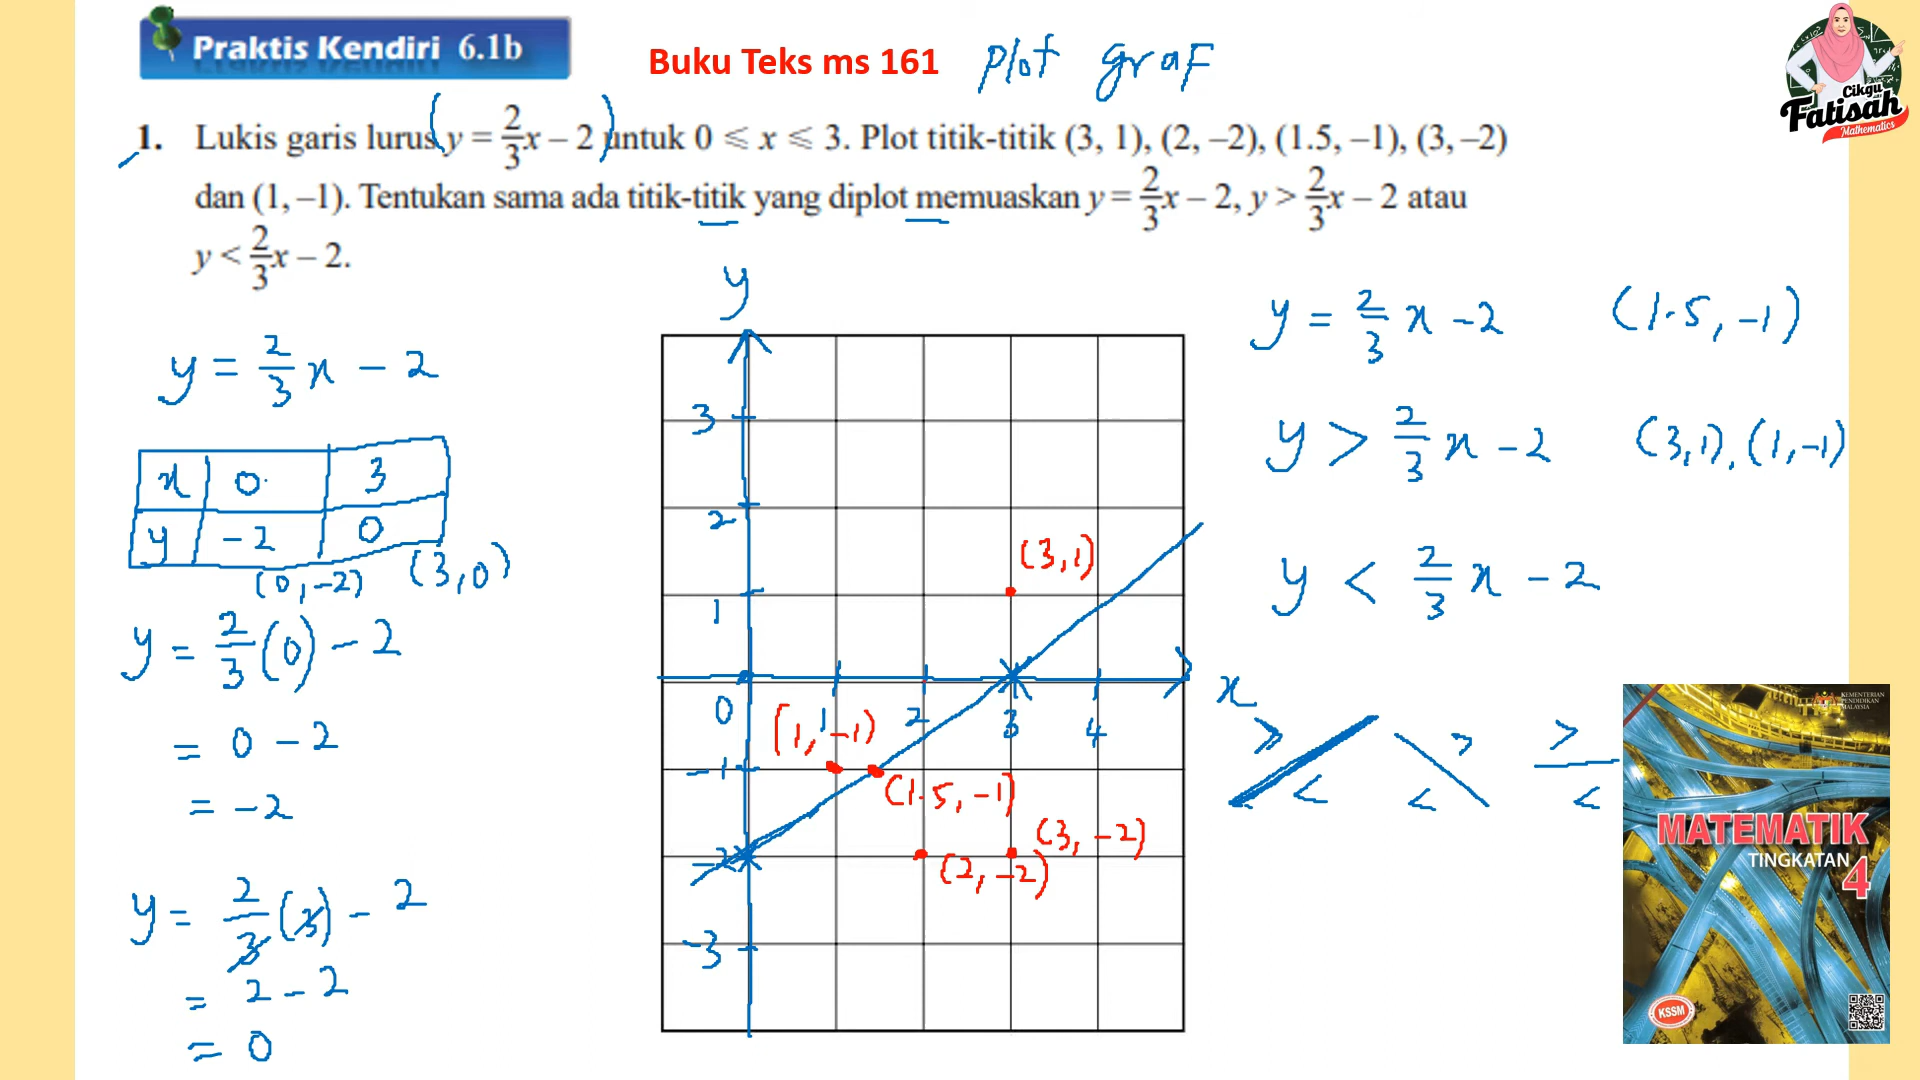 Praktis Kendiri 6.1b
Buku Teks ms 161
Plot graf
Cikgu
Fatisah
Mathematics
1. Lukis garis lurus (y = 2/3x – 2) untuk 0 ⩽ x ⩽ 3. Plot titik-titik (3, 1), (2, –2), (1.5, –1), (3, –2)
dan (1, –1). Tentukan sama ada titik-titik yang diplot memuaskan y = 2/3x – 2, y > 2/3x – 2 atau
y < 2/3x – 2.
y = 2/3 x – 2
x 0 3
y –2 0
(0, –2) (3, 0)
y = 2/3 (0) – 2
= 0 – 2
= –2
y = 2/3 (3) – 2
= 2 – 2
= 0
y
3
2
1
0 1 2 3 4 x
–1
–2
–3
(3, 1)
(1, –1)
(1.5, –1)
(3, –2)
(2, –2)
y = 2/3 x – 2 (1.5, –1)
y > 2/3 x – 2 (3, 1), (1, –1)
y < 2/3 x – 2
> > >
< < <
KEMENTERIAN
PENDIDIKAN
MALAYSIA
MATEMATIK
TINGKATAN 4
KSSM